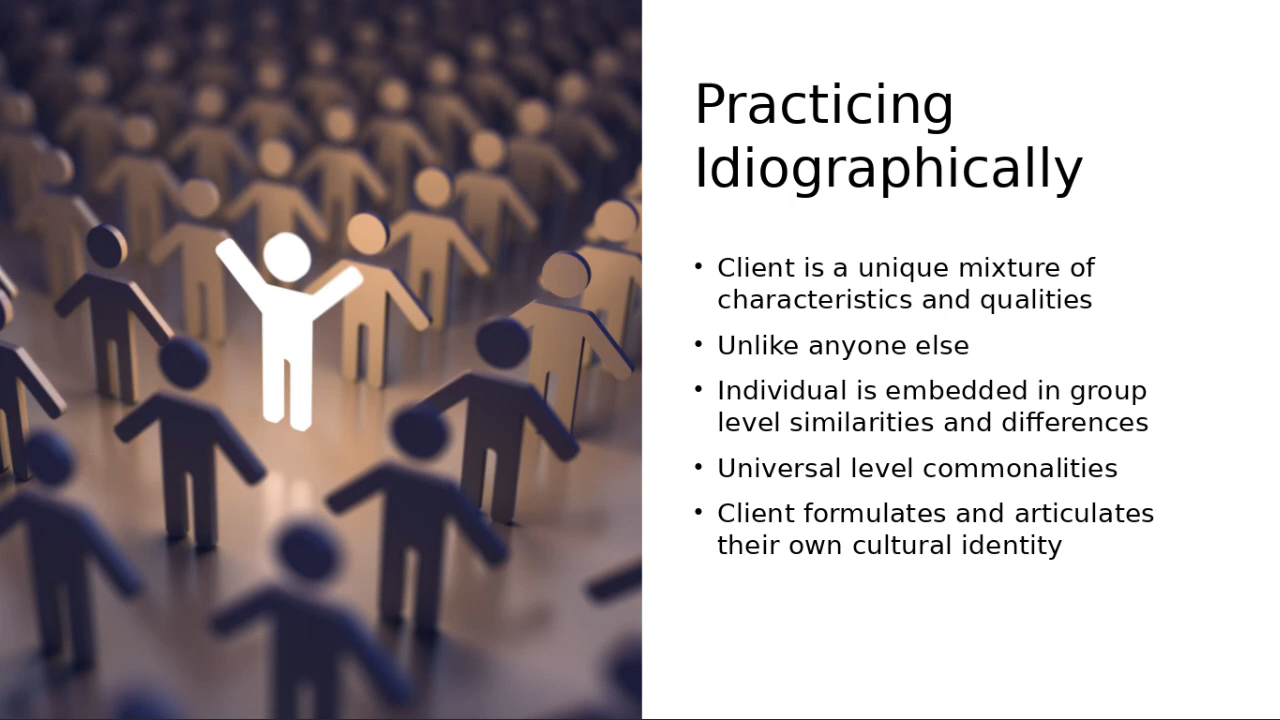 Practicing
Idiographically
• Client is a unique mixture of
characteristics and qualities
• Unlike anyone else
• Individual is embedded in group
level similarities and differences
• Universal level commonalities
• Client formulates and articulates
their own cultural identity